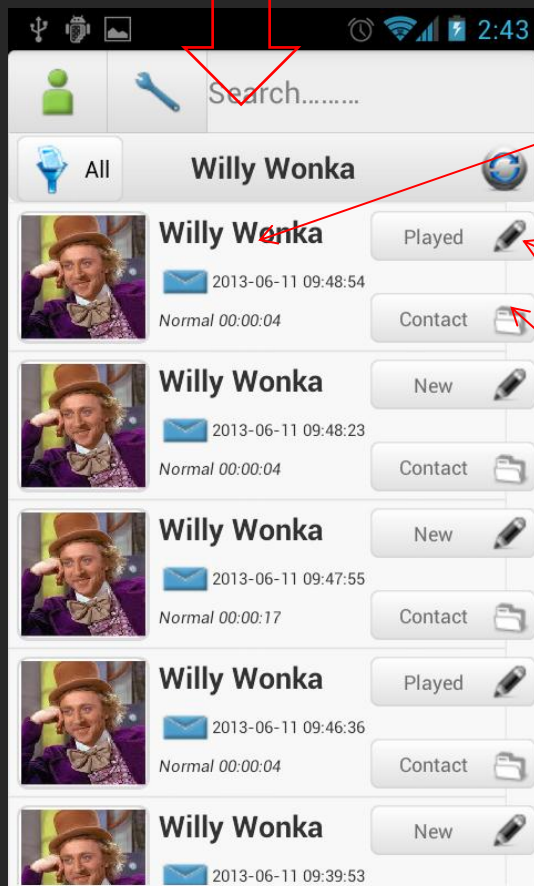 2:43
Search.........
All
Willy Wonka
Willy Wonka
Played
2013-06-11 09:48:54
Normal 00:00:04
Contact
Willy Wonka
New
2013-06-11 09:48:23
Normal 00:00:04
Contact
Willy Wonka
New
2013-06-11 09:47:55
Normal 00:00:17
Contact
Willy Wonka
Played
2013-06-11 09:46:36
Normal 00:00:04
Contact
Willy Wonka
New
2013-06-11 09:39:53